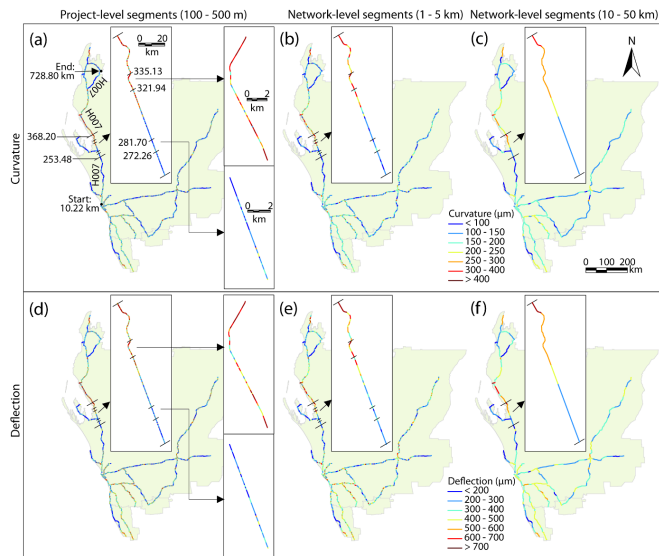 Project-level segments (100 - 500 m)
Network-level segments (1 - 5 km)
Network-level segments (10 - 50 km)
(a)
0 20
km
End:
728.80 km
H007
335.13
321.94
0 2
km
(b)
(c)
N
H007
368.20
281.70
272.26
253.48
H007
Start:
10.22 km
0 2
km
Curvature
Curvature (μm)
< 100
100 - 150
150 - 200
200 - 250
250 - 300
300 - 400
> 400
0 100 200
km
(d)
(e)
(f)
Deflection
Deflection (μm)
< 200
200 - 300
300 - 400
400 - 500
500 - 600
600 - 700
> 700